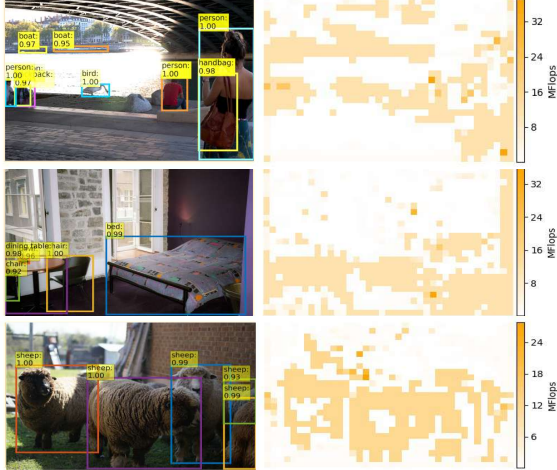 person:
1.00
boat:
0.97
boat:
0.95
person:
1.00
0.97
pack:
bird:
1.00
person:
1.00
handbag:
0.98
32
24
16
8
MFlops
bed:
0.99
dining table:
0.98
chair:
1.00
chair:
0.92
32
24
16
8
MFlops
sheep:
1.00
sheep:
1.00
sheep:
0.99
sheep:
0.93
sheep:
0.99
24
18
12
6
MFlops